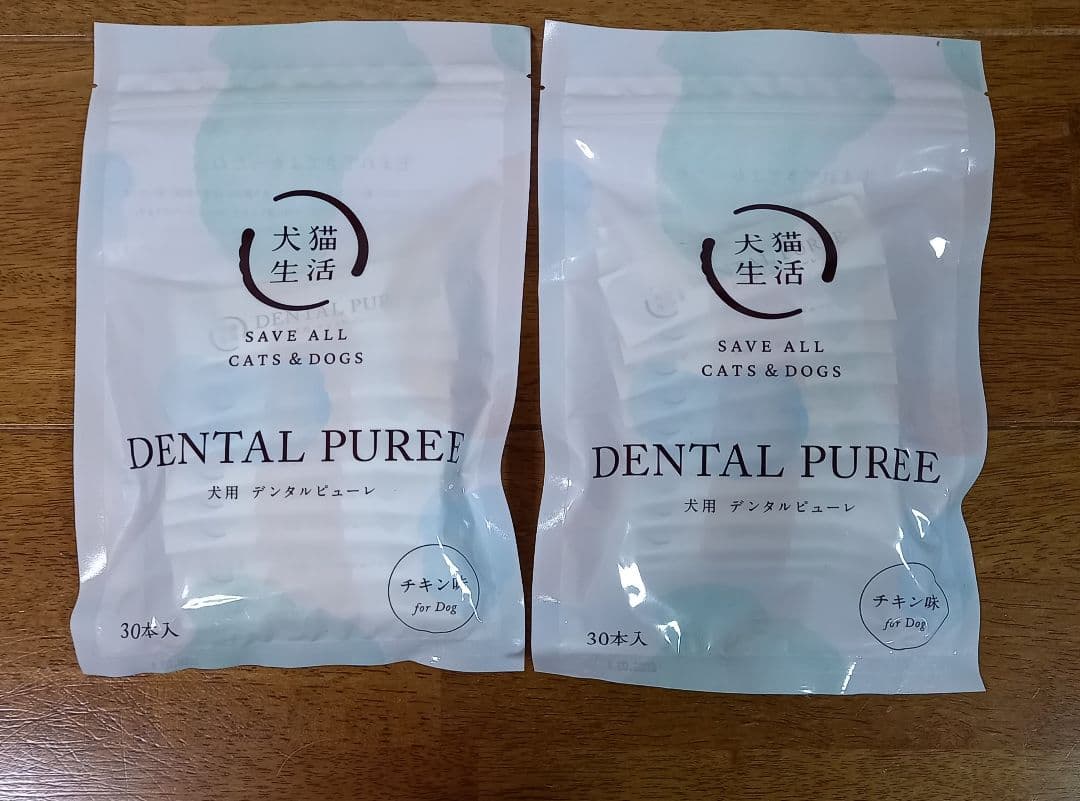 犬猫
生活
SAVE ALL
CATS & DOGS
DENTAL PUREE
犬用 デンタルピューレ
チキン味
for Dog
30本入
犬猫
生活
SAVE ALL
CATS & DOGS
DENTAL PUREE
犬用 デンタルピューレ
チキン味
for Dog
30本入